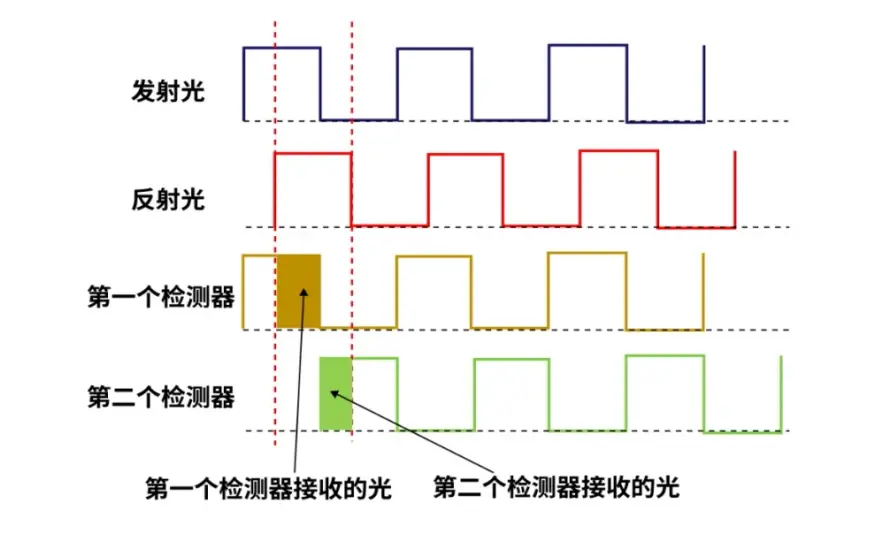 发射光
反射光
第一个检测器
第二个检测器
第一个检测器接收的光
第二个检测器接收的光